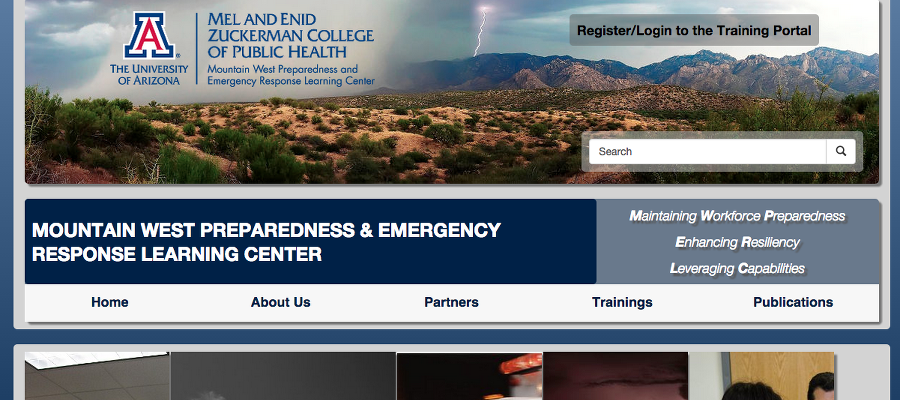 MEL AND ENID
ZUCKERMAN COLLEGE
OF PUBLIC HEALTH
THE UNIVERSITY
OF ARIZONA
Mountain West Preparedness and
Emergency Response Learning Center
Register/Login to the Training Portal
Search
MOUNTAIN WEST PREPAREDNESS & EMERGENCY
RESPONSE LEARNING CENTER
Maintaining Workforce Preparedness
Enhancing Resiliency
Leveraging Capabilities
Home About Us Partners Trainings Publications